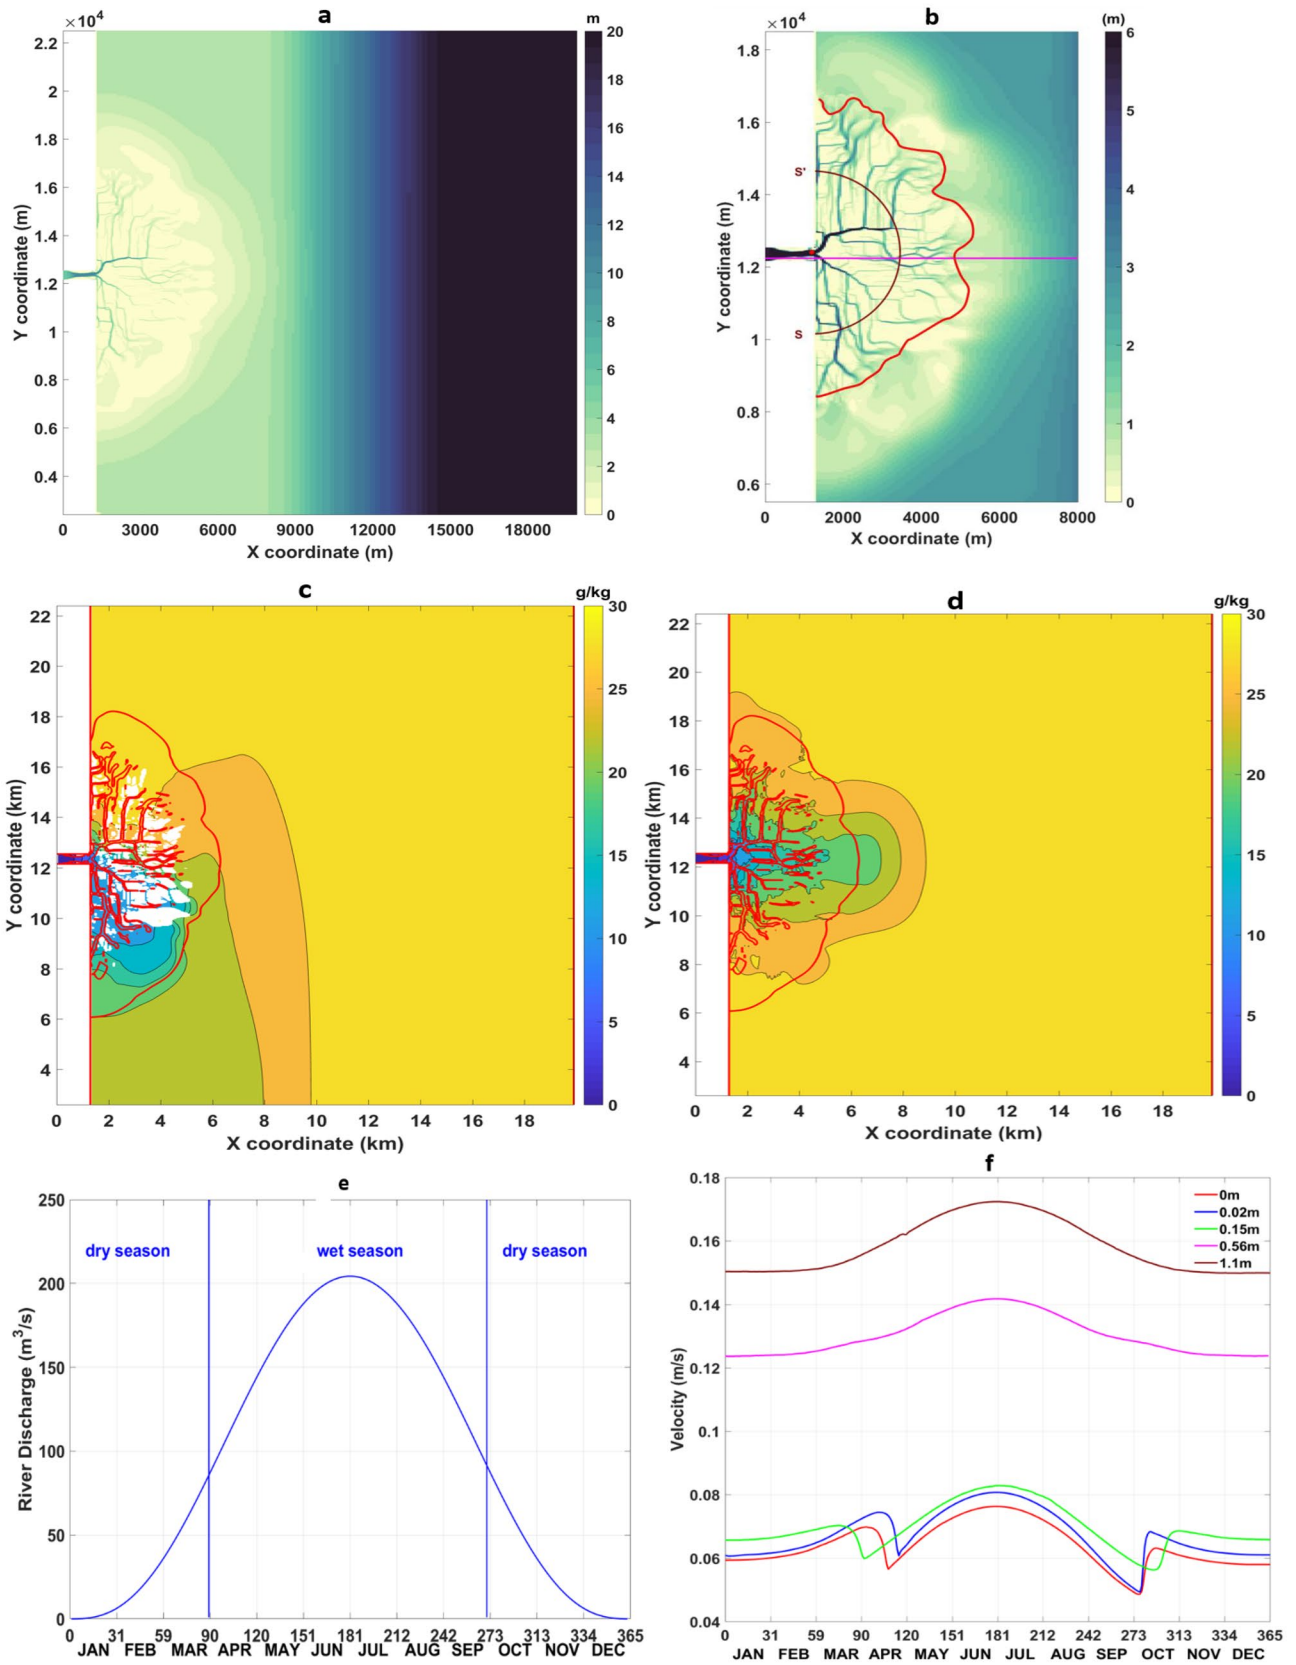 a
×10⁴
m
2.2
2
1.8
1.6
1.4
1.2
1
0.8
0.6
0.4
Y coordinate (m)
0 3000 6000 9000 12000 15000 18000
X coordinate (m)
20
18
16
14
12
10
8
6
4
2
0
b
×10⁴
(m)
1.8
1.6
1.4
1.2
1
0.8
0.6
Y coordinate (m)
S'
S
0 2000 4000 6000 8000
X coordinate (m)
6
5
4
3
2
1
0
c
g/kg
22
20
18
16
14
12
10
8
6
4
Y coordinate (km)
0 2 4 6 8 10 12 14 16 18
X coordinate (km)
30
25
20
15
10
5
0
d
g/kg
22
20
18
16
14
12
10
8
6
4
Y coordinate (km)
0 2 4 6 8 10 12 14 16 18
X coordinate (km)
30
25
20
15
10
5
0
e
250
200
150
100
50
0
River Discharge (m³/s)
dry season wet season dry season
0 31 59 90 120 151 181 212 242 273 313 334 365
JAN FEB MAR APR MAY JUN JUL AUG SEP OCT NOV DEC
f
0.18
0.16
0.14
0.12
0.1
0.08
0.06
0.04
Velocity (m/s)
0m
0.02m
0.15m
0.56m
1.1m
0 31 59 90 120 151 181 212 242 273 313 334 365
JAN FEB MAR APR MAY JUN JUL AUG SEP OCT NOV DEC